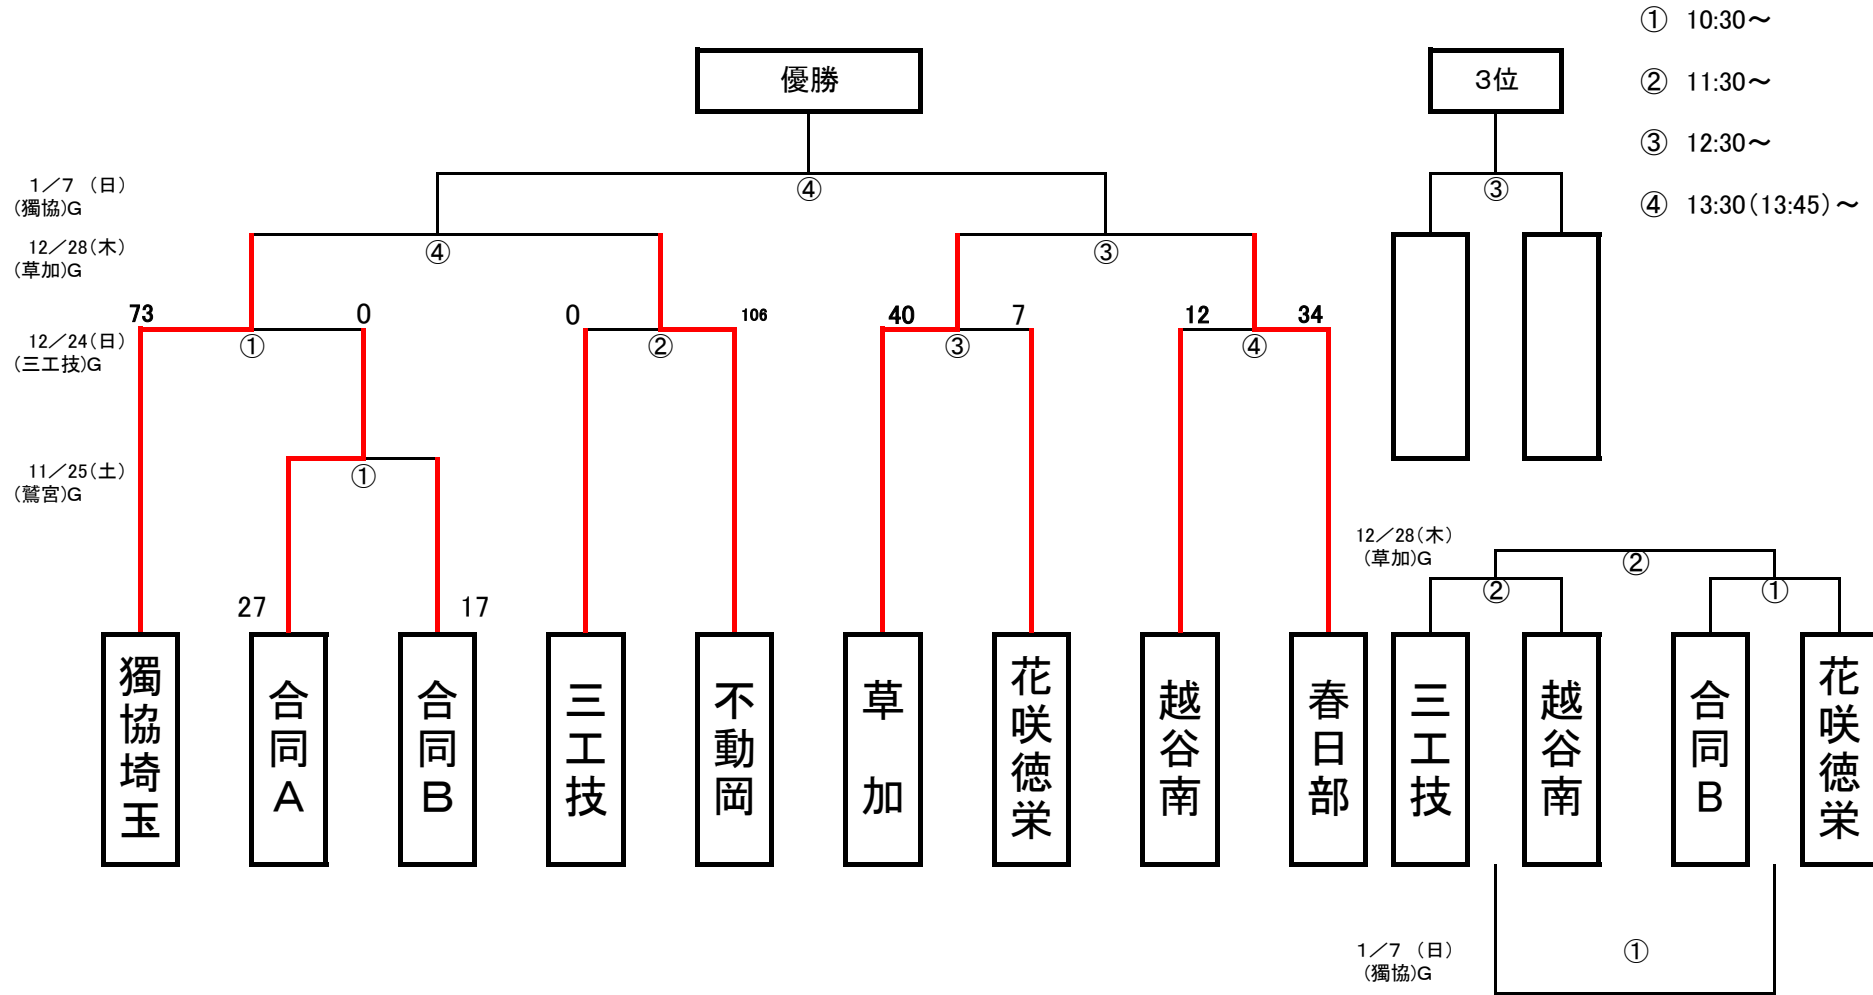 ① 10:30～
② 11:30～
③ 12:30～
④ 13:30(13:45)～
優勝
3位
1／7 (日)
(獨協)G
④
③
12／28(木)
(草加)G
④
③
73
0
0
106
40
7
12
34
12／24(日)
(三工技)G
①
②
③
④
11／25(土)
(鷲宮)G
①
12／28(木)
(草加)G
②
②
①
27
17
獨協埼玉
合同A
合同B
三工技
不動岡
草加
花咲徳栄
越谷南
春日部
三工技
越谷南
合同B
花咲徳栄
1／7 (日)
(獨協)G
①